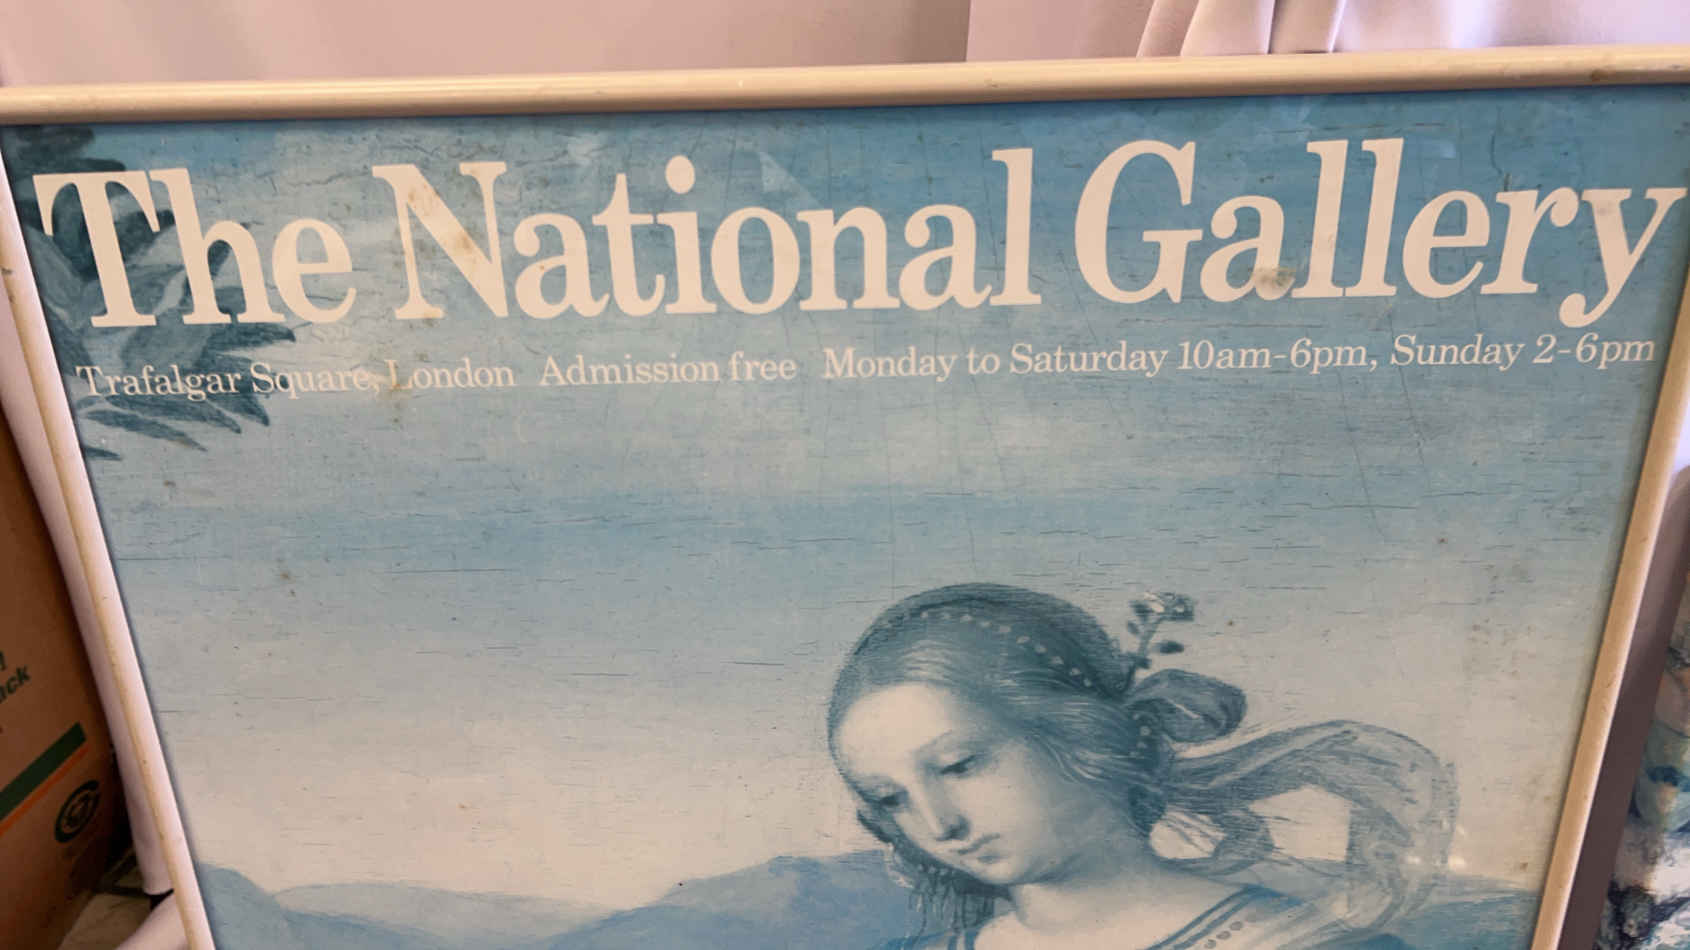 The National Gallery
Trafalgar Square, London Admission free Monday to Saturday 10am-6pm, Sunday 2-6pm